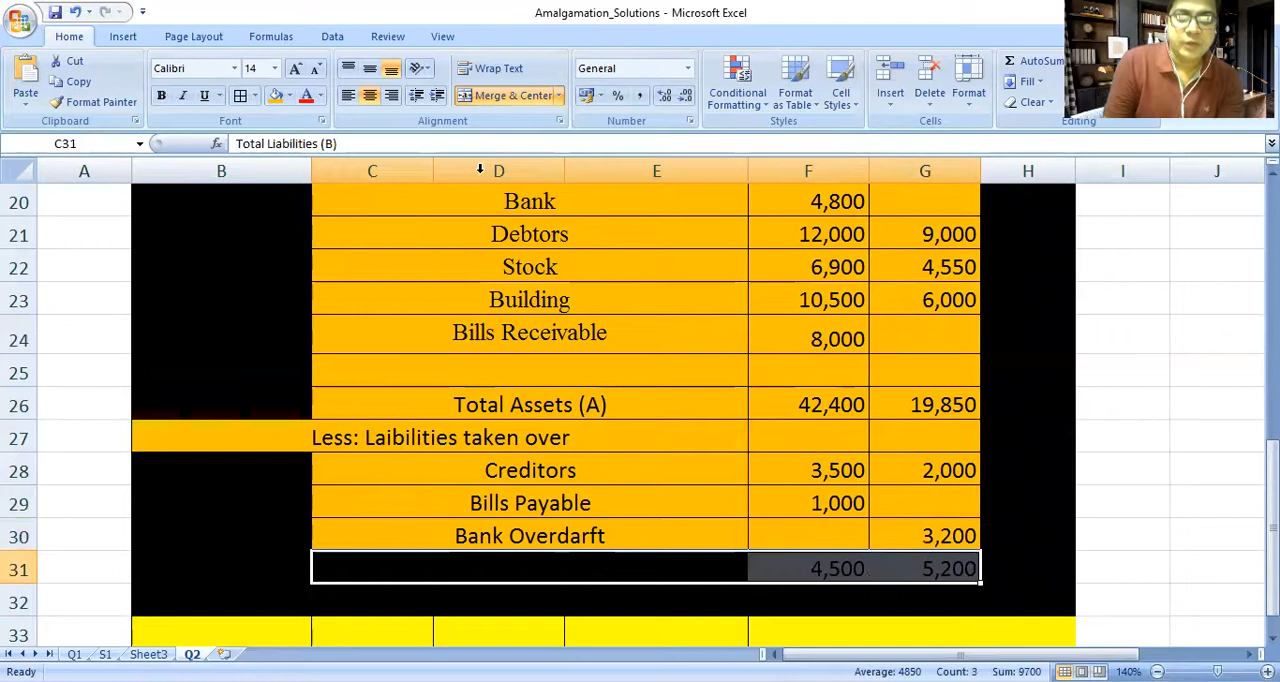 Amalgamation_Solutions - Microsoft Excel
Home Insert Page Layout Formulas Data Review View
Paste Cut Copy Format Painter Clipboard
Calibri 14 A A B I U A Font
Wrap Text Merge & Center Alignment
General % , .0 .00 .00 .0 Number
Conditional Formatting Format as Table Cell Styles Styles
Insert Delete Format Cells
Σ AutoSum Fill Clear Editing
C31 fx Total Liabilities (B)
A B C D E F G H I J
20 Bank 4,800
21 Debtors 12,000 9,000
22 Stock 6,900 4,550
23 Building 10,500 6,000
24 Bills Receivable 8,000
25
26 Total Assets (A) 42,400 19,850
27 Less: Laibilities taken over
28 Creditors 3,500 2,000
29 Bills Payable 1,000
30 Bank Overdarft 3,200
31 4,500 5,200
32
33
Q1 S1 Sheet3 Q2
Ready Average: 4850 Count: 3 Sum: 9700 140%